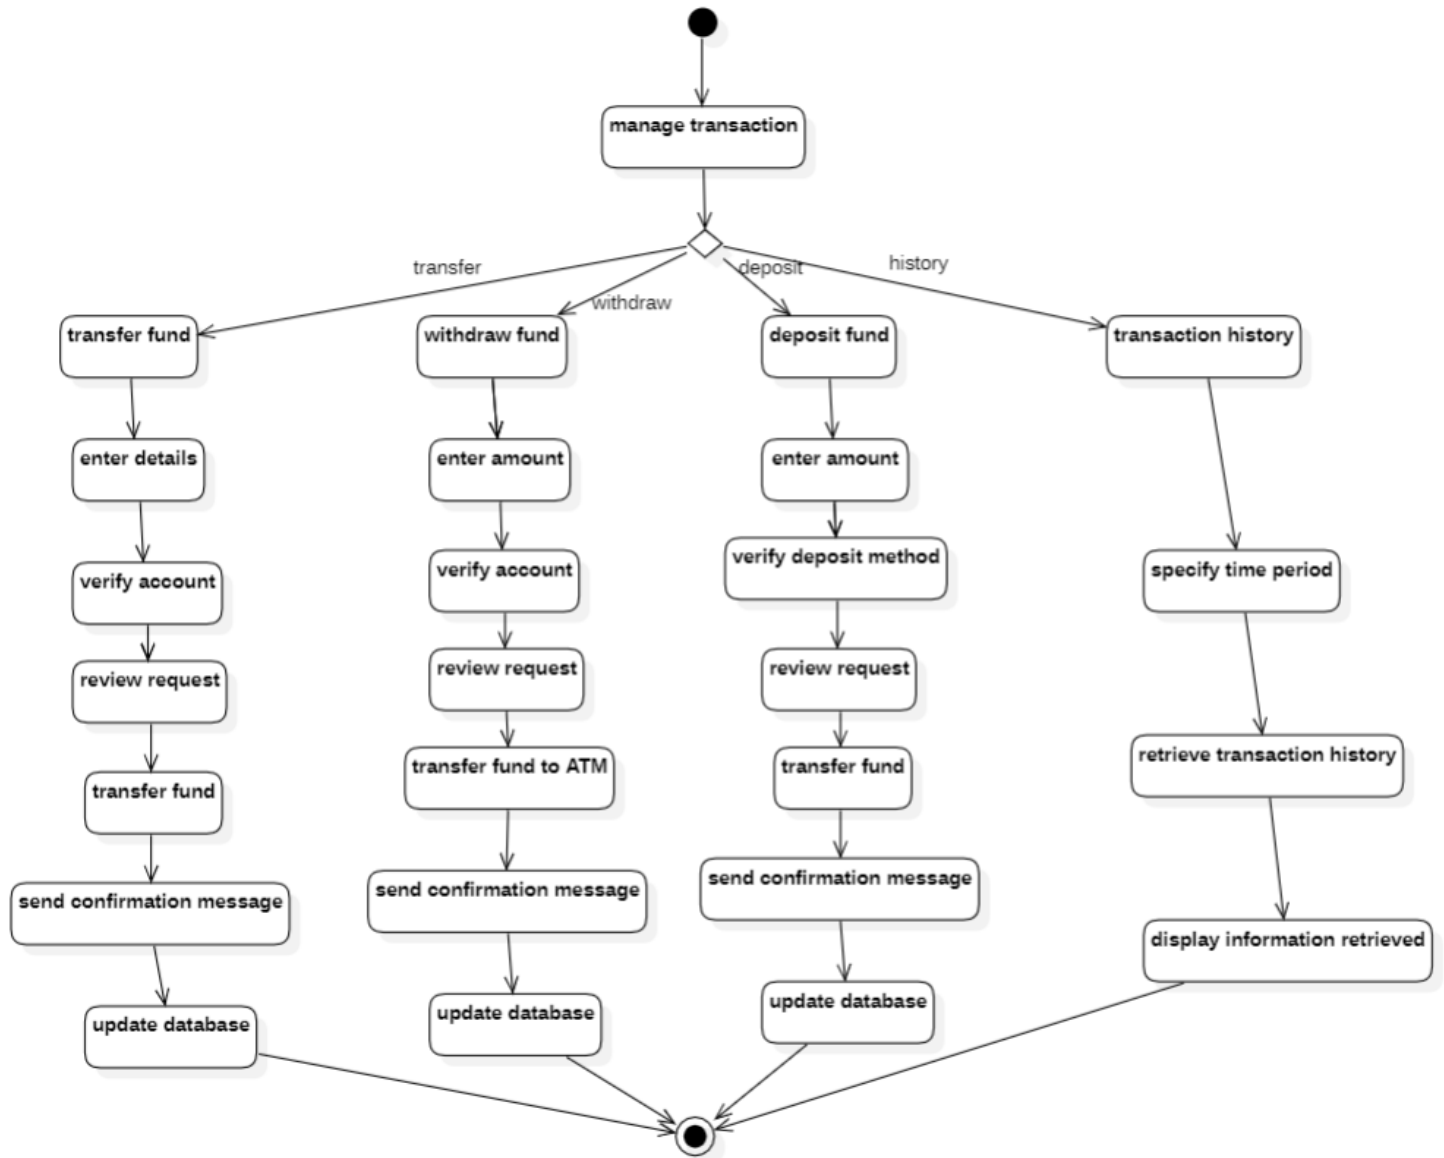 manage transaction
transfer
withdraw
deposit
history
transfer fund
withdraw fund
deposit fund
transaction history
enter details
enter amount
enter amount
verify account
verify account
verify deposit method
specify time period
review request
review request
review request
transfer fund
transfer fund to ATM
transfer fund
retrieve transaction history
send confirmation message
send confirmation message
send confirmation message
display information retrieved
update database
update database
update database